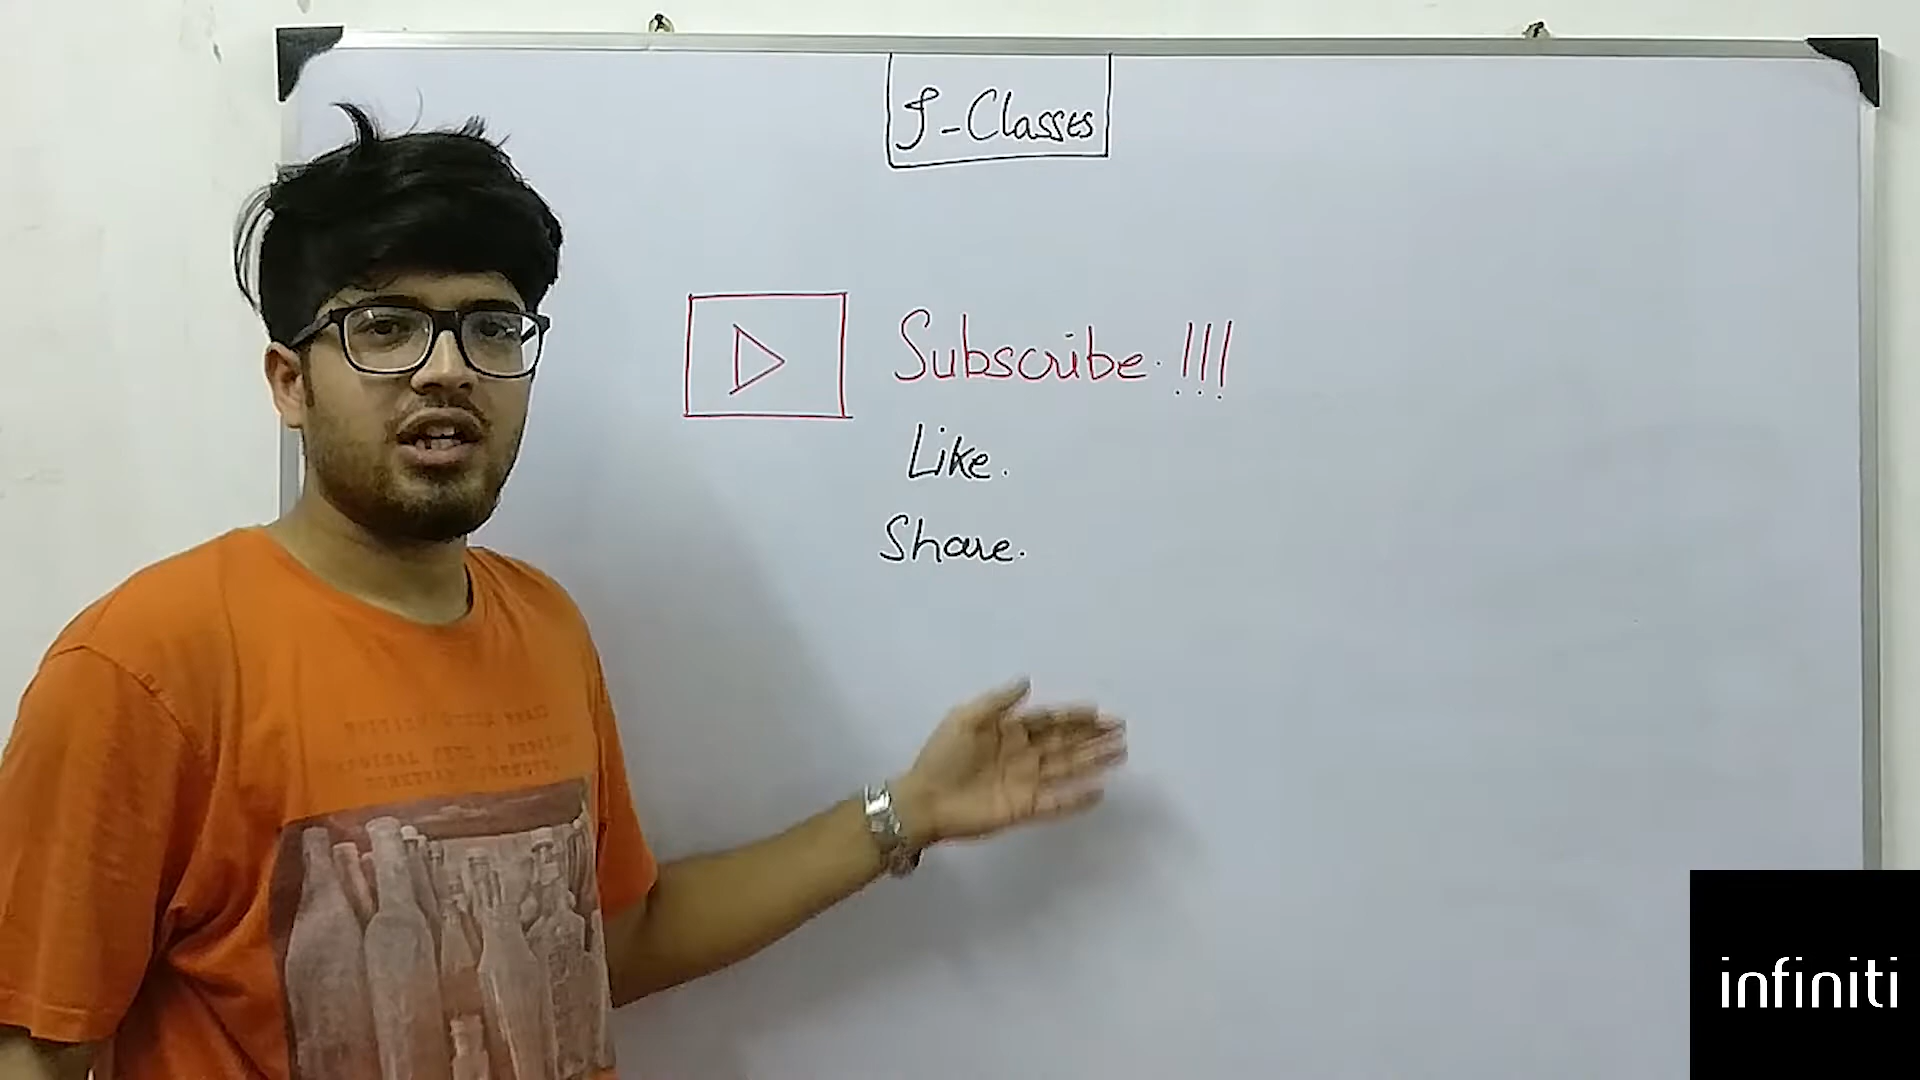 I-Classes
Subscribe.!!!
Like.
Share.
infiniti